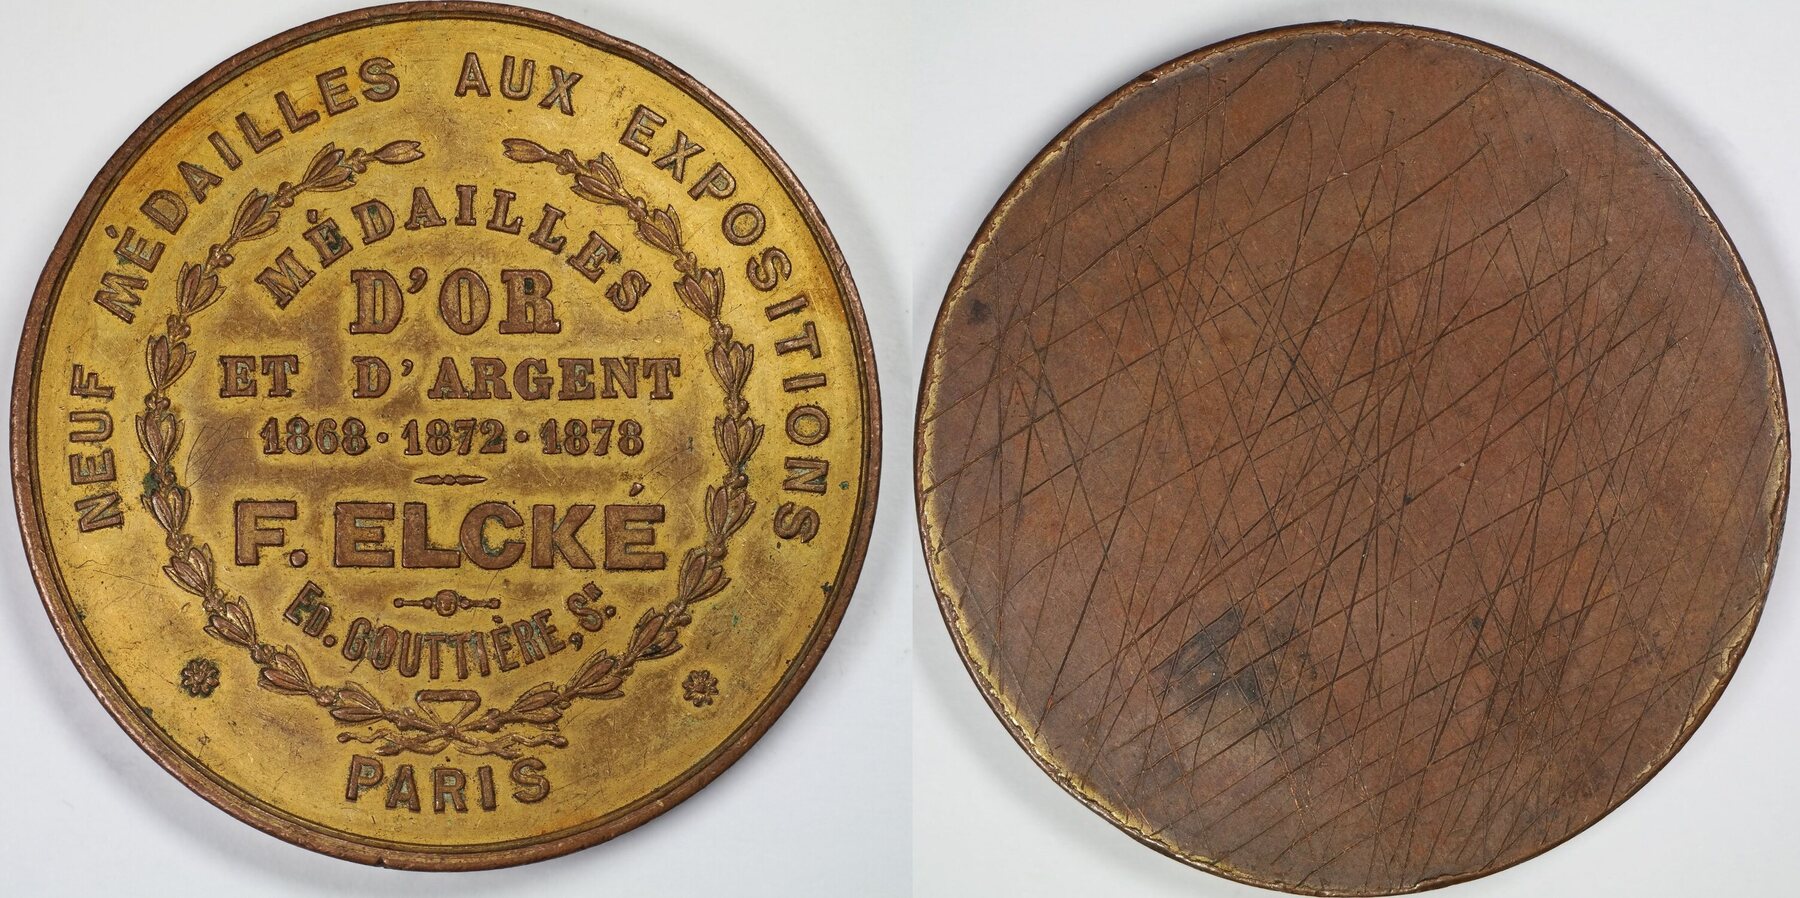 NEUF MÉDAILLES AUX EXPOSITIONS
MÉDAILLES
D'OR
ET D'ARGENT
1868·1872·1878
F. ELCKÉ
ED. GOUTTIÈRE, SR
PARIS